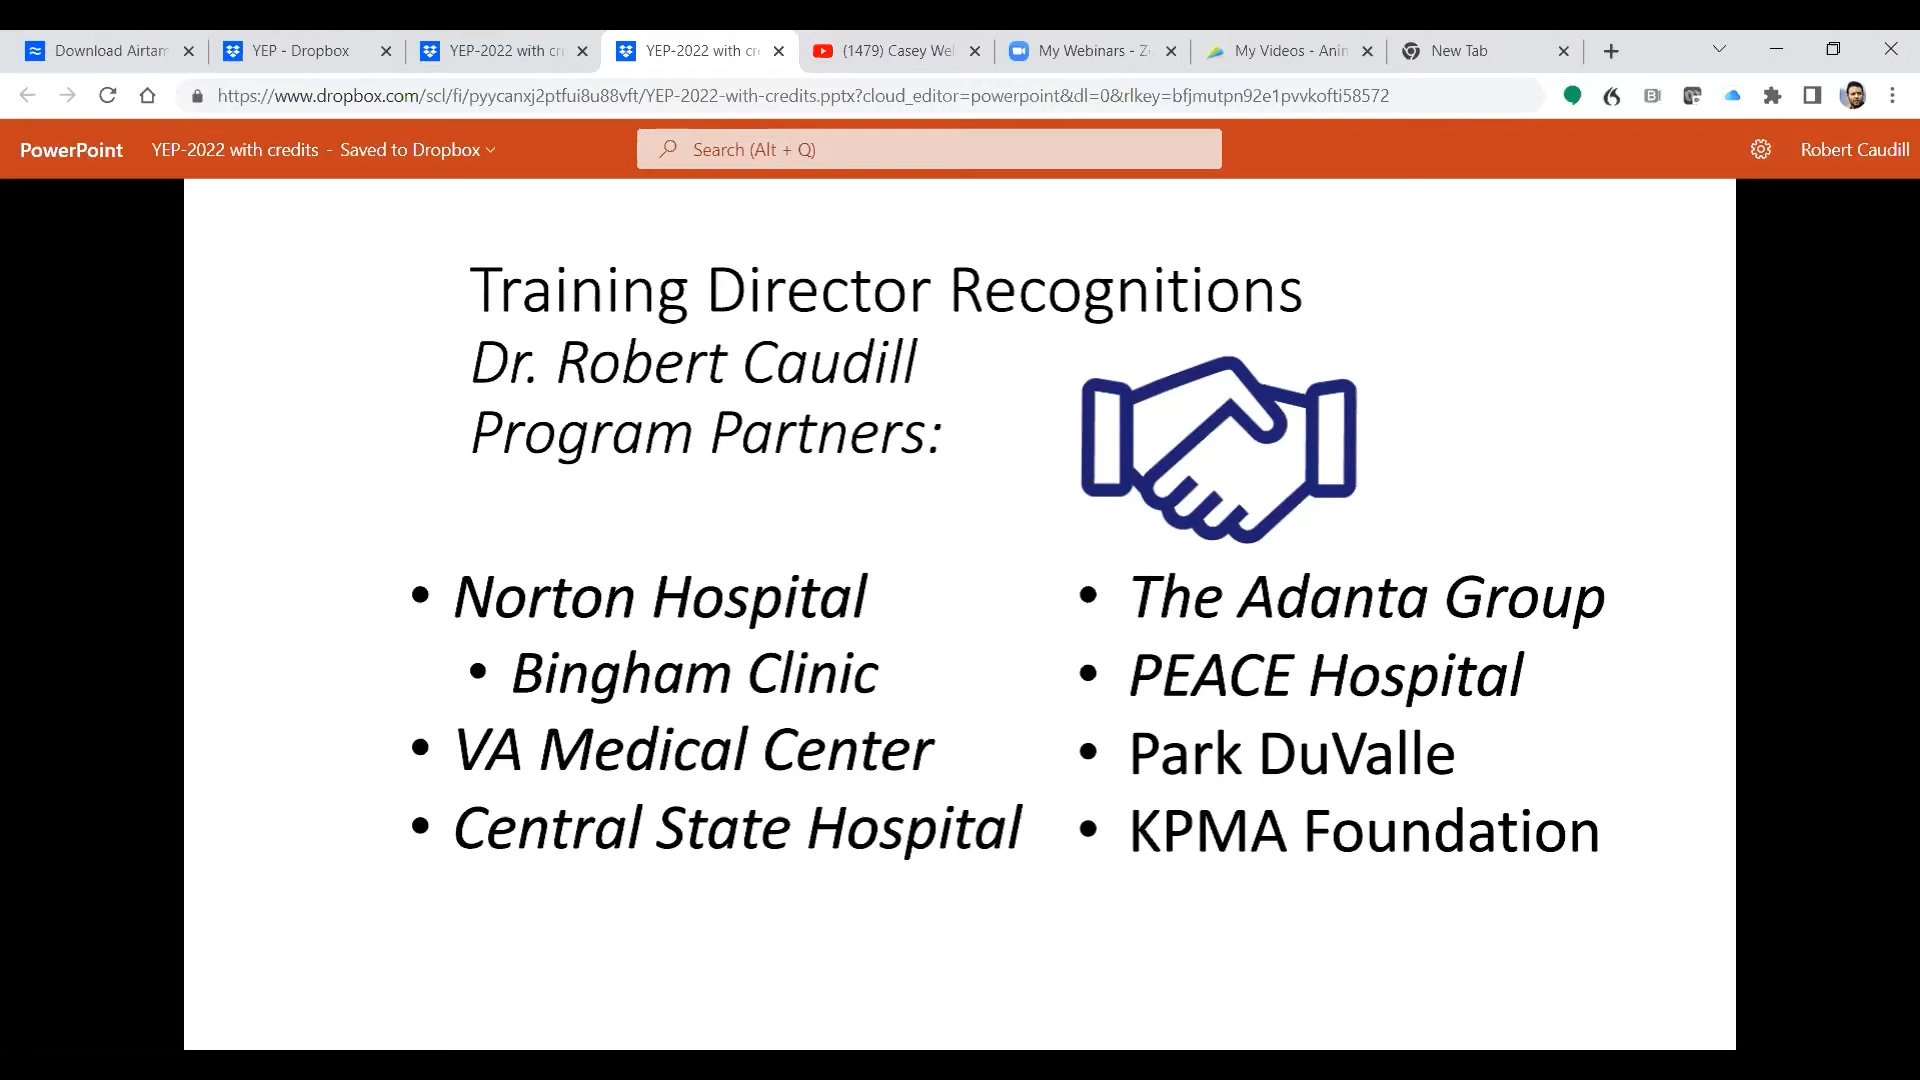 Download Airtam
YEP - Dropbox
YEP-2022 with cr
YEP-2022 with cr
(1479) Casey Wel
My Webinars - Z
My Videos - Anim
New Tab
https://www.dropbox.com/scl/fi/pyycanxj2ptfui8u88vft/YEP-2022-with-credits.pptx?cloud_editor=powerpoint&dl=0&rlkey=bfjmutpn92e1pvvkofti58572
PowerPoint
YEP-2022 with credits - Saved to Dropbox
Search (Alt + Q)
Robert Caudill
Training Director Recognitions
Dr. Robert Caudill
Program Partners:
• Norton Hospital
• Bingham Clinic
• VA Medical Center
• Central State Hospital
• The Adanta Group
• PEACE Hospital
• Park DuValle
• KPMA Foundation